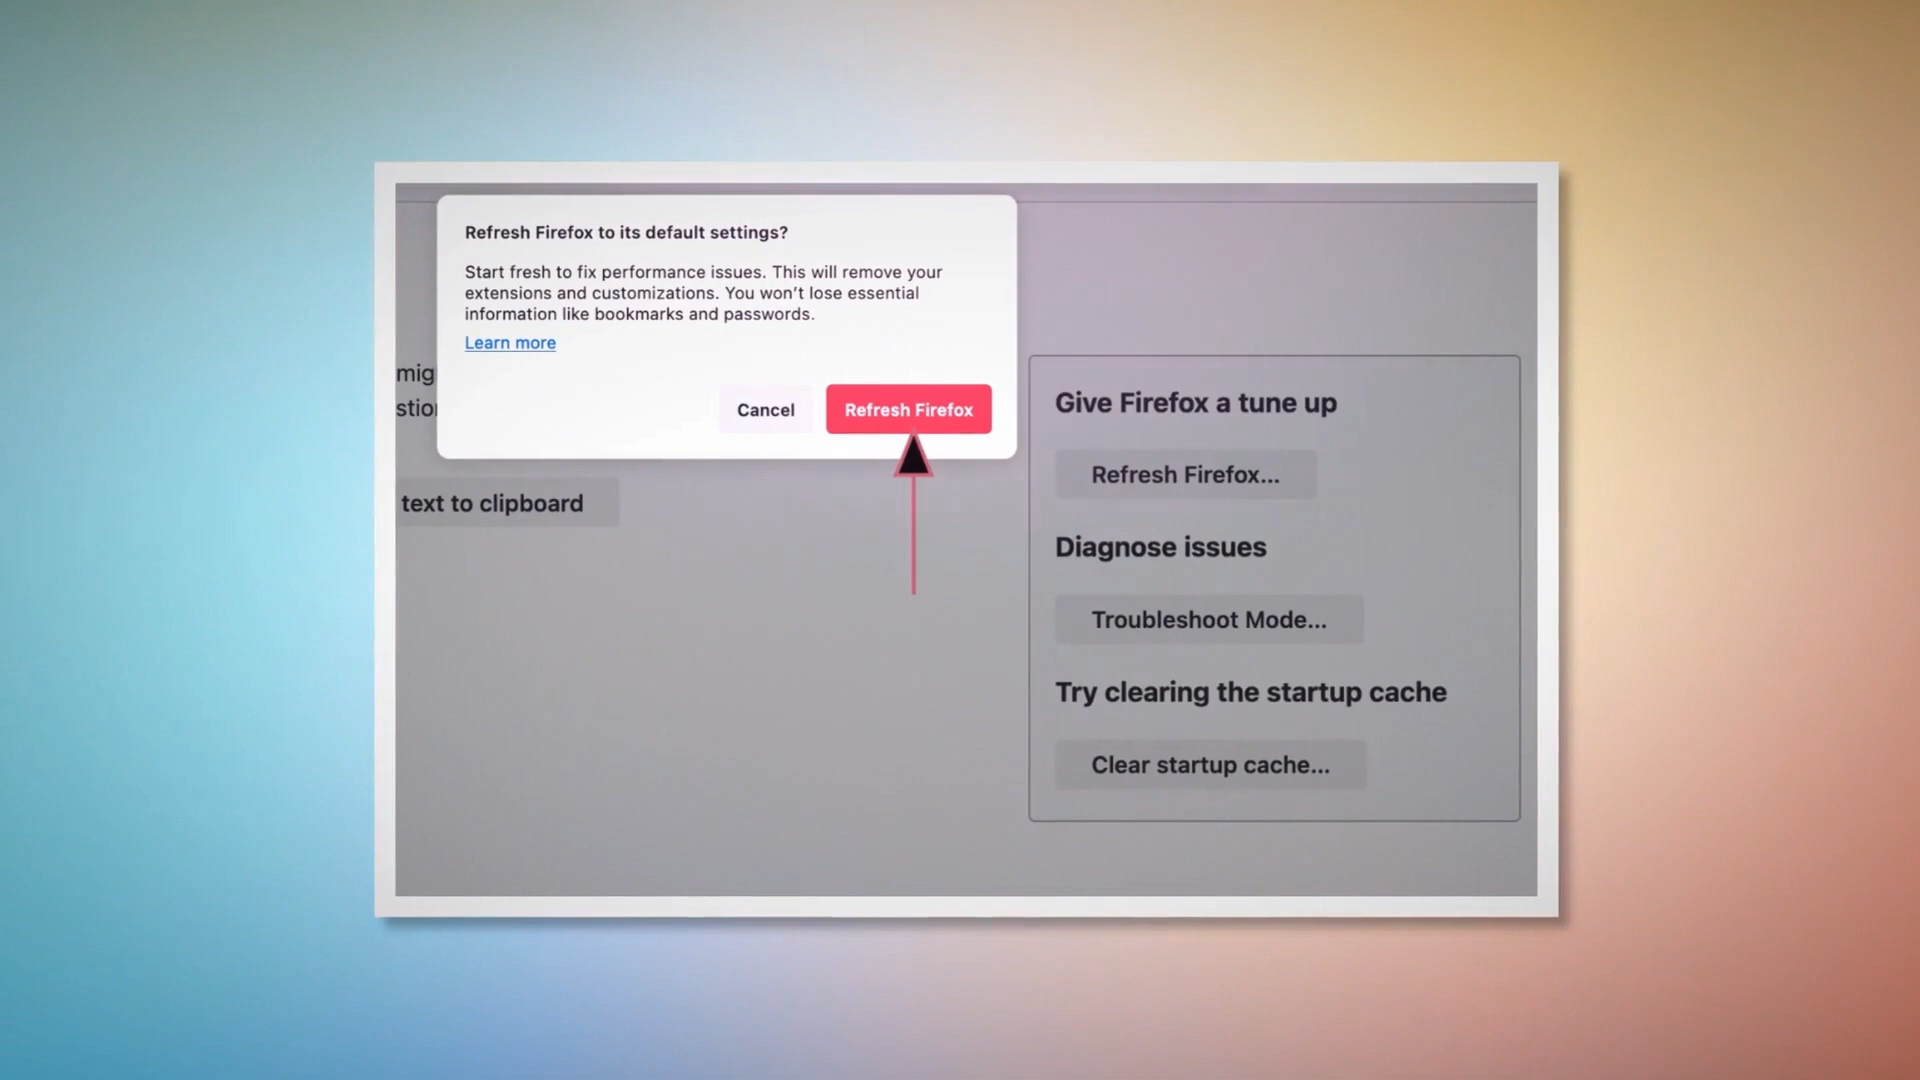 Refresh Firefox to its default settings?
Start fresh to fix performance issues. This will remove your
extensions and customizations. You won't lose essential
information like bookmarks and passwords.
Learn more
Cancel
Refresh Firefox
mig
stio
text to clipboard
Give Firefox a tune up
Refresh Firefox...
Diagnose issues
Troubleshoot Mode...
Try clearing the startup cache
Clear startup cache...